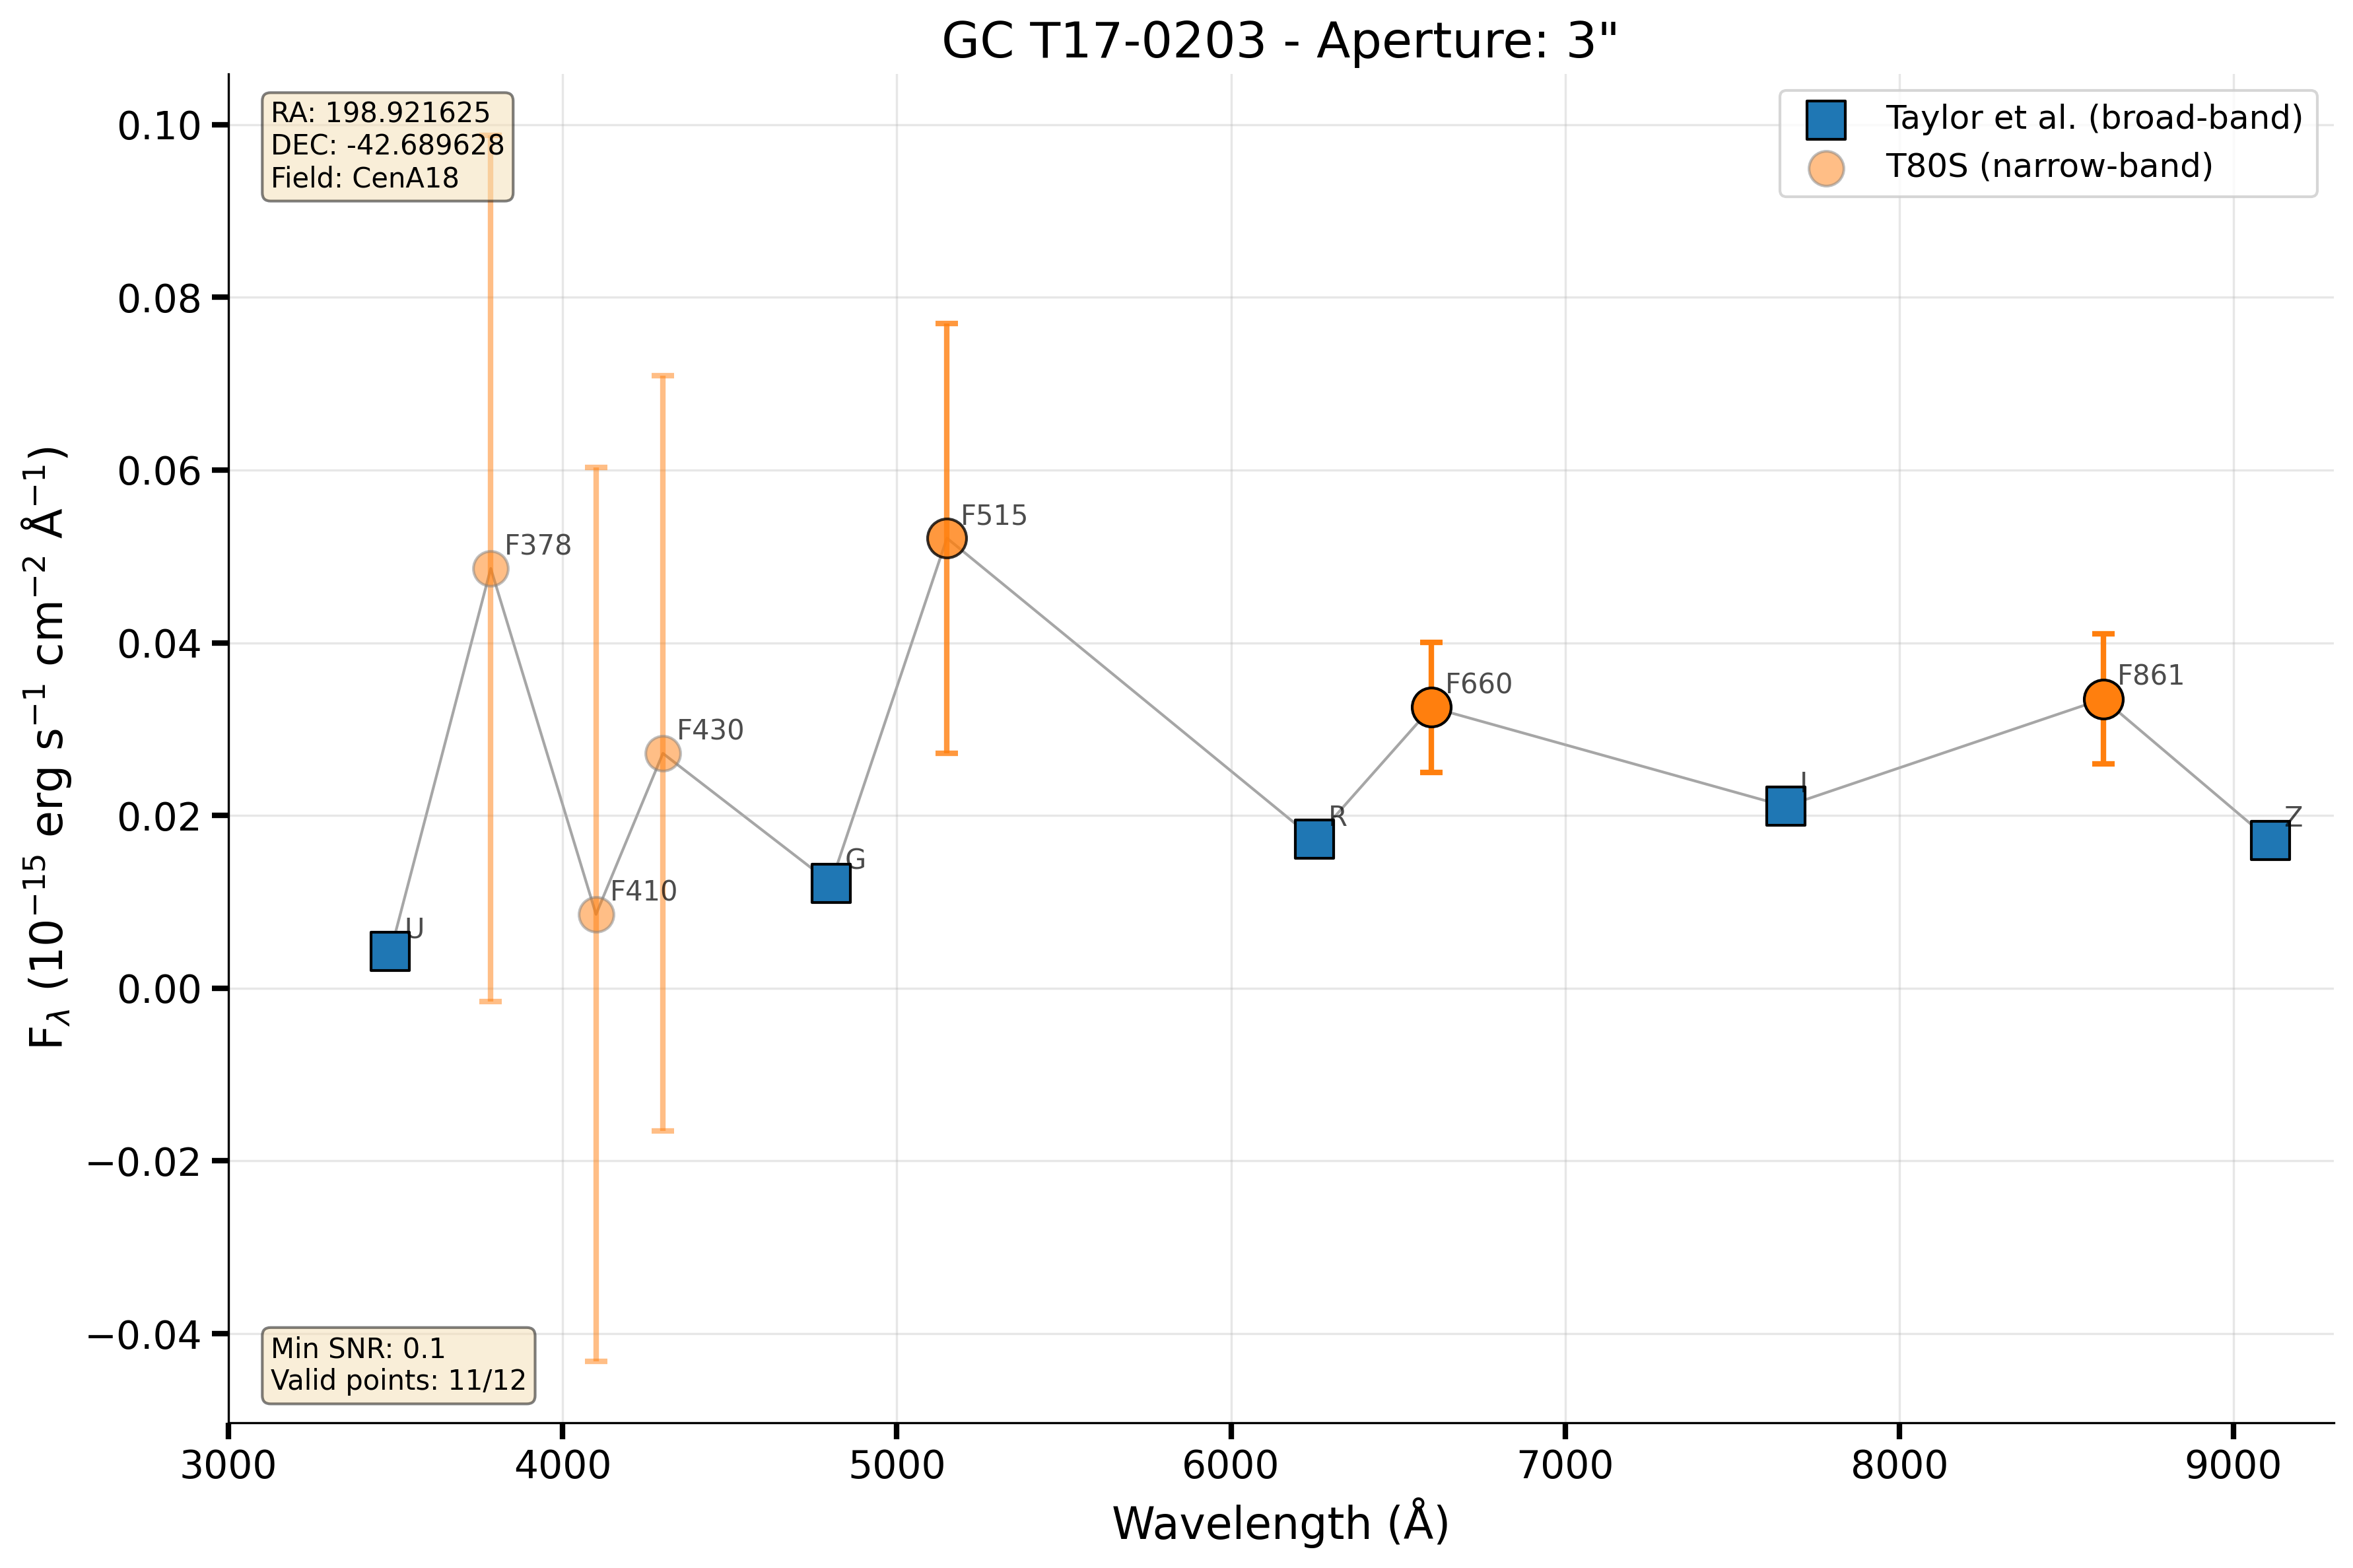 GC T17-0203 - Aperture: 3"
RA: 198.921625
DEC: -42.689628
Field: CenA18
Taylor et al. (broad-band)
T80S (narrow-band)
0.10
0.08
0.06
0.04
0.02
0.00
−0.02
−0.04
F_λ (10⁻¹⁵ erg s⁻¹ cm⁻² Å⁻¹)
U
F378
F410
F430
G
F515
R
F660
I
F861
Z
Min SNR: 0.1
Valid points: 11/12
3000 4000 5000 6000 7000 8000 9000
Wavelength (Å)